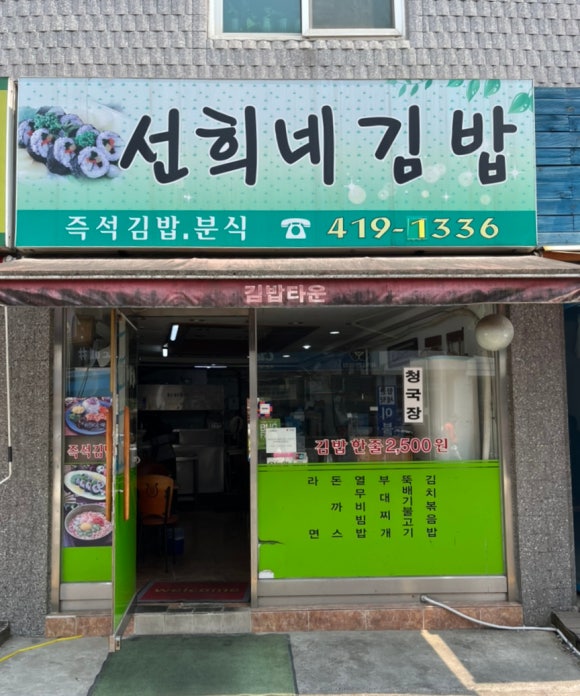 선희네김밥
즉석김밥.분식 ☎ 419-1336
김밥타운
청국장
즉석김밥
김밥 한줄 2,500원
라면
돈까스
열무비빔밥
부대찌개
뚝배기불고기
김치볶음밥
welcome